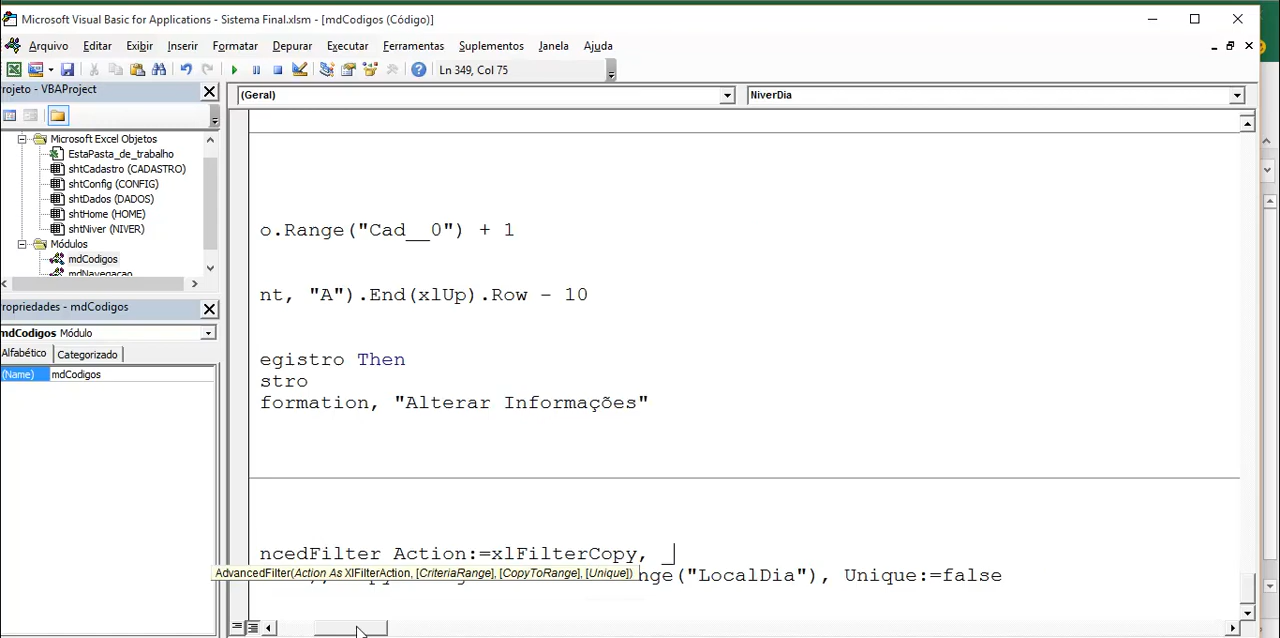 Microsoft Visual Basic for Applications - Sistema Final.xlsm - [mdCodigos (Código)]
Arquivo Editar Exibir Inserir Formatar Depurar Executar Ferramentas Suplementos Janela Ajuda
Ln 349, Col 75
rojeto - VBAProject
(Geral)
NiverDia
Microsoft Excel Objetos
EstaPasta_de_trabalho
shtCadastro (CADASTRO)
shtConfig (CONFIG)
shtDados (DADOS)
shtHome (HOME)
shtNiver (NIVER)
Módulos
mdCodigos
mdNavegacao
ropriedades - mdCodigos
mdCodigos Módulo
Alfabético Categorizado
(Name) mdCodigos
o.Range("Cad__0") + 1
nt, "A").End(xlUp).Row - 10
egistro Then
stro
formation, "Alterar Informações"
ncedFilter Action:=xlFilterCopy, _
AdvancedFilter(Action As XlFilterAction, [CriteriaRange], [CopyToRange], [Unique])
nge("LocalDia"), Unique:=false